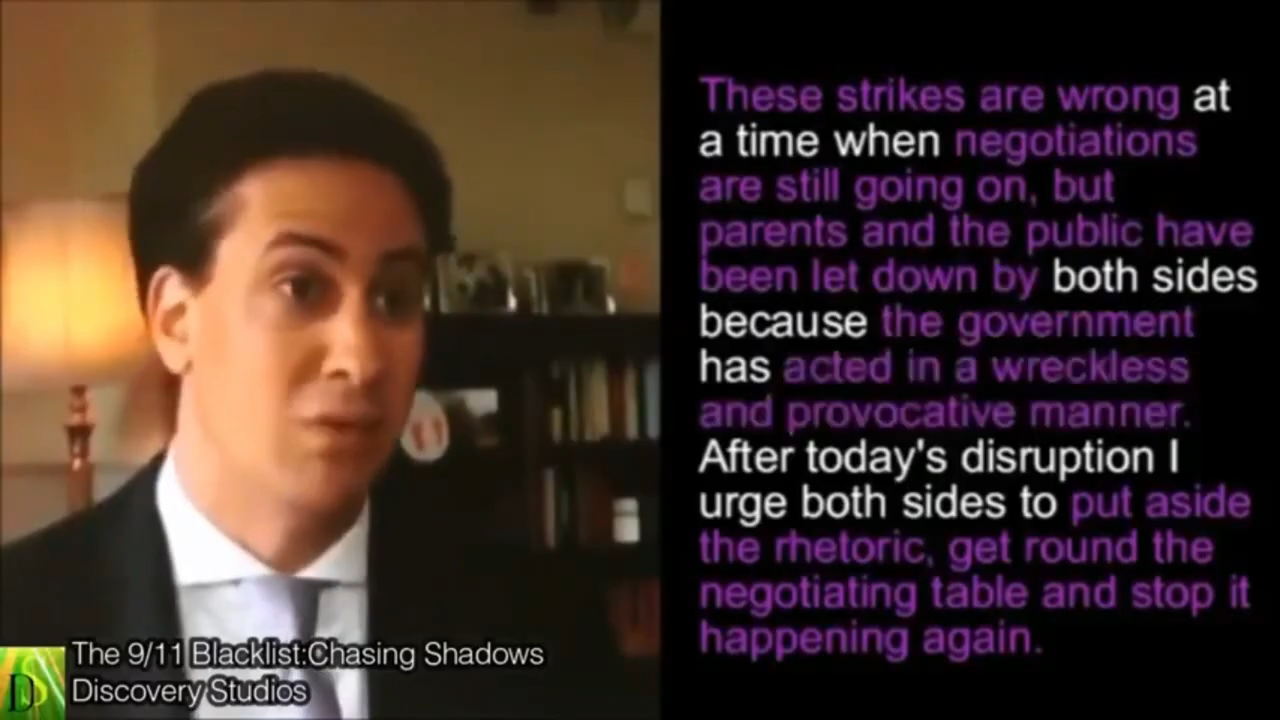 These strikes are wrong at
a time when negotiations
are still going on, but
parents and the public have
been let down by both sides
because the government
has acted in a wreckless
and provocative manner.
After today's disruption I
urge both sides to put aside
the rhetoric, get round the
negotiating table and stop it
happening again.
The 9/11 Blacklist:Chasing Shadows
Discovery Studios
DS